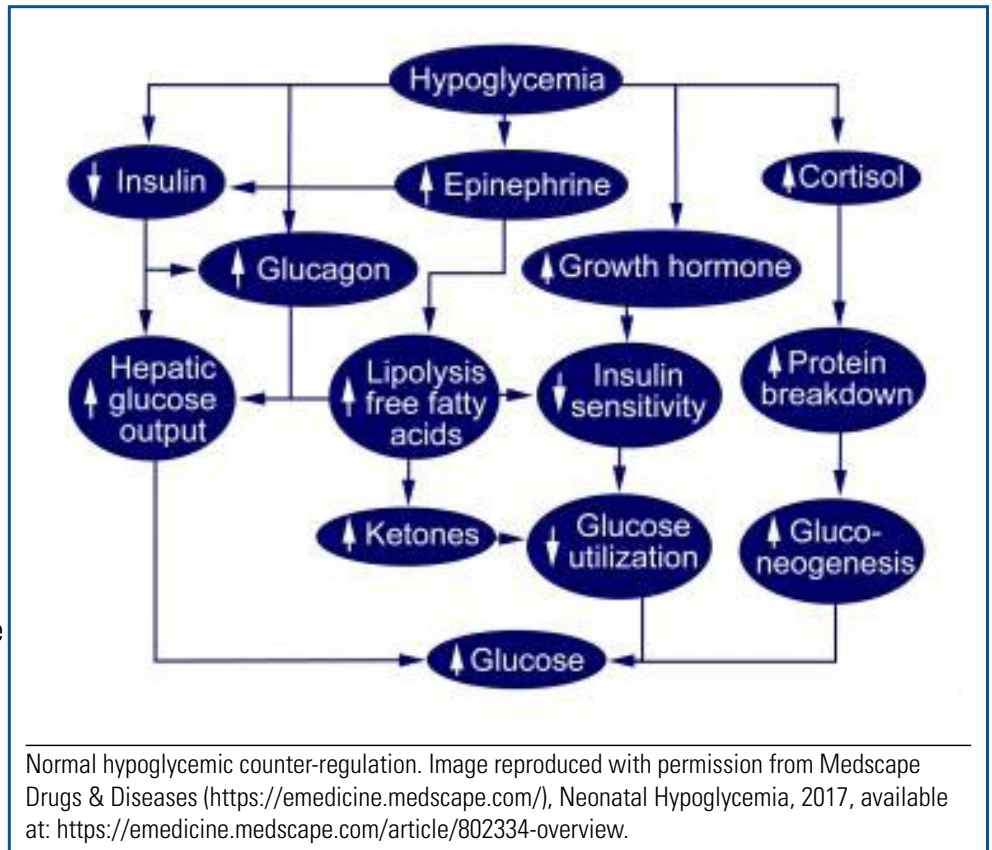 Hypoglycemia
Insulin
Epinephrine
Cortisol
Glucagon
Growth hormone
Hepatic
glucose
output
Lipolysis
free fatty
acids
Insulin
sensitivity
Protein
breakdown
Ketones
Glucose
utilization
Gluco-
neogenesis
Glucose
e
Normal hypoglycemic counter-regulation. Image reproduced with permission from Medscape
Drugs & Diseases (https://emedicine.medscape.com/), Neonatal Hypoglycemia, 2017, available
at: https://emedicine.medscape.com/article/802334-overview.